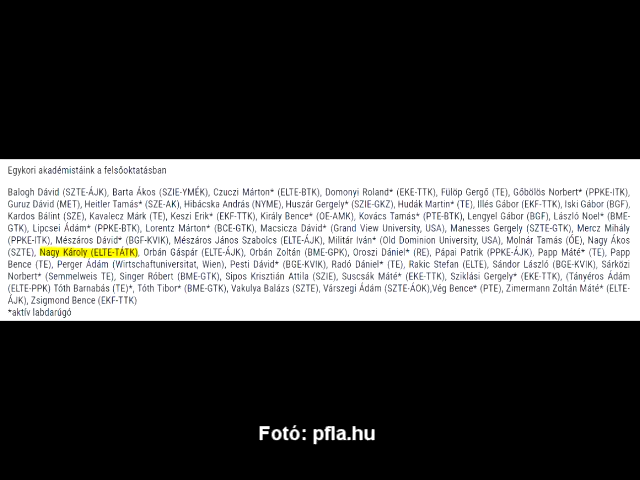 Egykori akadémistáink a felsőoktatásban
Balogh Dávid (SZTE-ÁJK), Barta Ákos (SZIE-YMÉK), Czuczi Márton* (ELTE-BTK), Domonyi Roland* (EKE-TTK), Fülöp Gergő (TE), Gőbölös Norbert* (PPKE-ITK),
Guruz Dávid (MET), Heitler Tamás* (SZE-AK), Hibácska András (NYME), Huszár Gergely* (SZIE-GKZ), Hudák Martin* (TE), Illés Gábor (EKF-TTK), Iski Gábor (BGF),
Kardos Bálint (SZE), Kavalecz Márk (TE), Keszi Erik* (EKF-TTK), Király Bence* (OE-AMK), Kovács Tamás* (PTE-BTK), Lengyel Gábor (BGF), László Noel* (BME-
GTK), Lipcsei Ádám* (PPKE-BTK), Lorentz Márton* (BCE-GTK), Macsicza Dávid* (Grand View University, USA), Manesses Gergely (SZTE-GTK), Mercz Mihály
(PPKE-ITK), Mészáros Dávid* (BGF-KVIK), Mészáros János Szabolcs (ELTE-ÁJK), Militár Iván* (Old Dominion University, USA), Molnár Tamás (ÓE), Nagy Ákos
(SZTE), Nagy Károly (ELTE-TÁTK), Orbán Gáspár (ELTE-ÁJK), Orbán Zoltán (BME-GPK), Oroszi Dániel* (RE), Pápai Patrik (PPKE-ÁJK), Papp Máté* (TE), Papp
Bence (TE), Perger Ádám (Wirtschaftuniversitat, Wien), Pesti Dávid* (BGE-KVIK), Radó Dániel* (TE), Rakic Stefan (ELTE), Sándor László (BGE-KVIK), Sárközi
Norbert* (Semmelweis TE), Singer Róbert (BME-GTK), Sipos Krisztián Attila (SZIE), Suscsák Máté* (EKE-TTK), Sziklási Gergely* (EKE-TTK), (Tányéros Ádám
(ELTE-PPK) Tóth Barnabás (TE)*, Tóth Tibor* (BME-GTK), Vakulya Balázs (SZTE), Várszegi Ádám (SZTE-ÁOK),Vég Bence* (PTE), Zimermann Zoltán Máté* (ELTE-
ÁJK), Zsigmond Bence (EKF-TTK)
*aktív labdarúgó
Fotó: pfla.hu